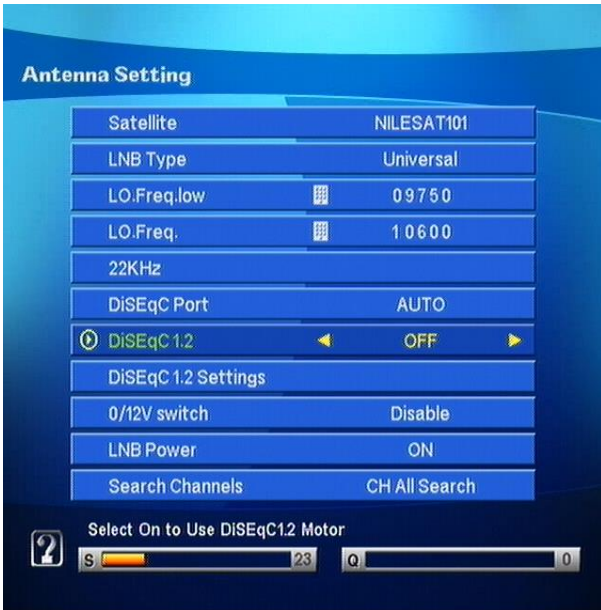 Antenna Setting
Satellite NILESAT101
LNB Type Universal
LO.Freq.low 09750
LO.Freq. 10600
22KHz
DiSEqC Port AUTO
DiSEqC 1.2 OFF
DiSEqC 1.2 Settings
0/12V switch Disable
LNB Power ON
Search Channels CH All Search
Select On to Use DiSEqC1.2 Motor
? S 23 Q 0